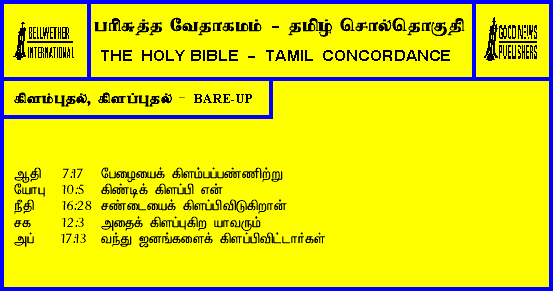 BELLWETHER
INTERNATIONAL
பரிசுத்த வேதாகமம் - தமிழ் சொல்தொகுதி
THE HOLY BIBLE - TAMIL CONCORDANCE
GOOD NEWS
PUBLISHERS
கிளம்புதல், கிளப்புதல் - BARE-UP
ஆதி 7:17 பேழையைக் கிளம்பப்பண்ணிற்று
யோபு 10:5 கிண்டிக் கிளப்பி என்
நீதி 16:28 சண்டையைக் கிளப்பிவிடுகிறான்
சக 12:3 அதைக் கிளப்புகிற யாவரும்
அப் 17:13 வந்து ஜனங்களைக் கிளப்பிவிட்டார்கள்